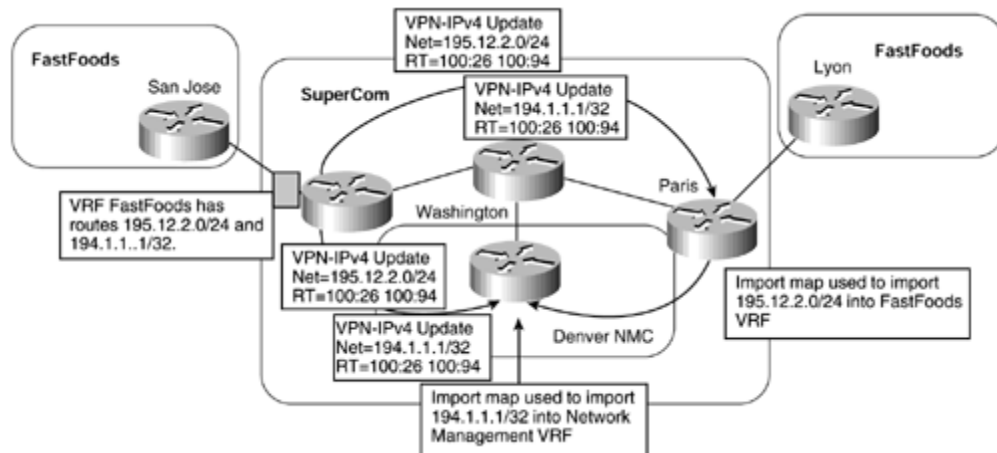 VPN-IPv4 Update
Net=195.12.2.0/24
RT=100:26 100:94
FastFoods
FastFoods
San Jose
SuperCom
VPN-IPv4 Update
Net=194.1.1.1/32
RT=100:26 100:94
Lyon
Paris
VRF FastFoods has
routes 195.12.2.0/24 and
194.1.1..1/32.
Washington
VPN-IPv4 Update
Net=195.12.2.0/24
RT=100:26 100:94
Import map used to import
195.12.2.0/24 into FastFoods
VRF
VPN-IPv4 Update
Net=194.1.1.1/32
RT=100:26 100:94
Denver NMC
Import map used to import
194.1.1.1/32 into Network
Management VRF